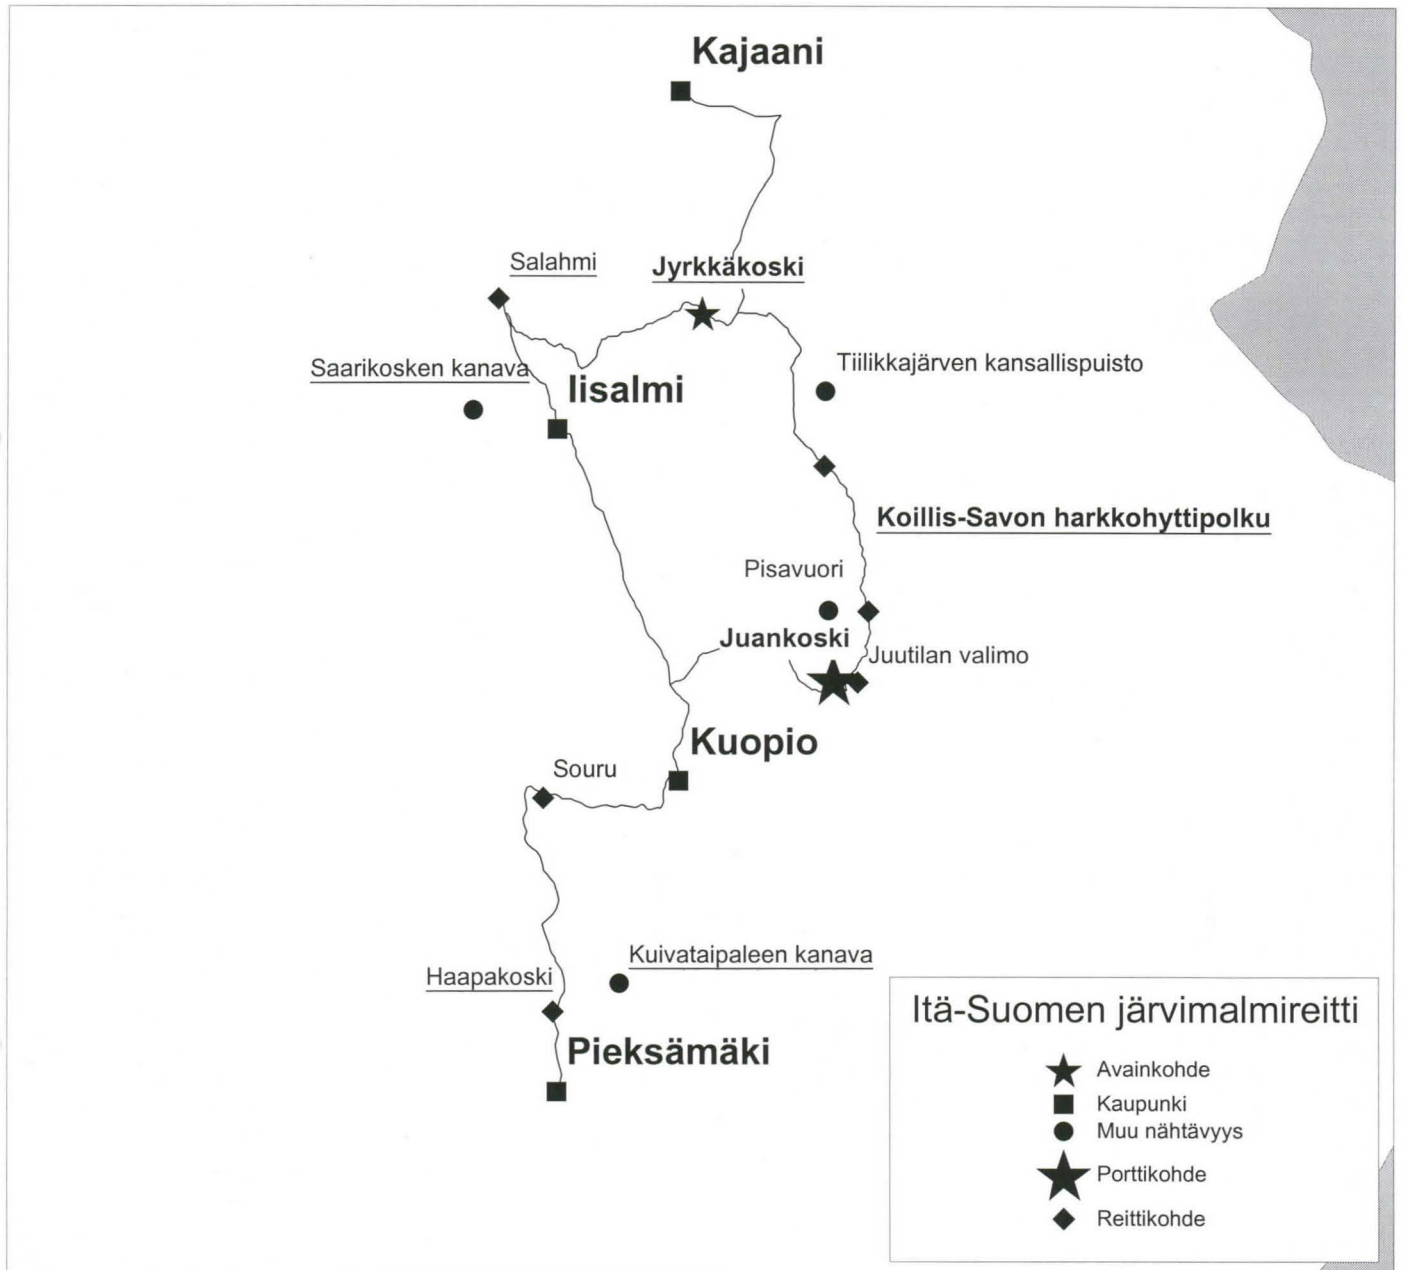 Kajaani
Salahmi
Jyrkkäkoski
Saarikosken kanava
Iisalmi
Tiilikkajärven kansallispuisto
Koillis-Savon harkkohyttipolku
Pisavuori
Juankoski
Juutilan valimo
Kuopio
Souru
Kuivataipaleen kanava
Haapakoski
Pieksämäki
Itä-Suomen järvimalmireitti
Avainkohde
Kaupunki
Muu nähtävyys
Porttikohde
Reittikohde